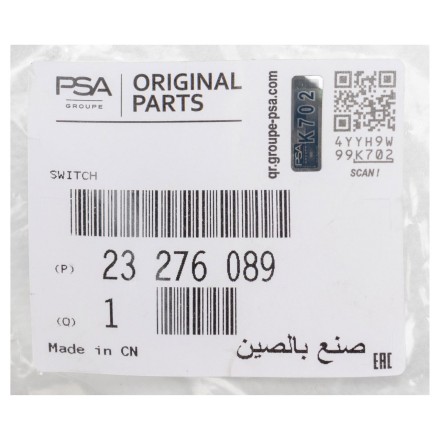 PSA
GROUPE
ORIGINAL
PARTS
qr.groupe-psa.com
PSA
K702
4YYH9W
99K702
SCAN!
SWITCH
(P) 23 276 089
(Q) 1
Made in CN
صنع بالصين
EAC